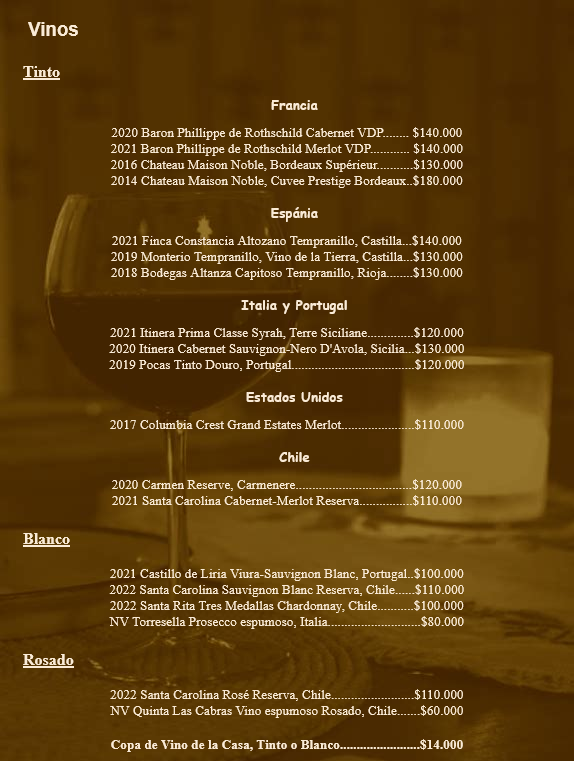 Vinos
Tinto
Francia
2020 Baron Phillippe de Rothschild Cabernet VDP........ $140.000
2021 Baron Phillippe de Rothschild Merlot VDP............ $140.000
2016 Chateau Maison Noble, Bordeaux Supérieur...........$130.000
2014 Chateau Maison Noble, Cuvee Prestige Bordeaux..$180.000
Espánia
2021 Finca Constancia Altozano Tempranillo, Castilla...$140.000
2019 Monterio Tempranillo, Vino de la Tierra, Castilla...$130.000
2018 Bodegas Altanza Capitoso Tempranillo, Rioja........$130.000
Italia y Portugal
2021 Itinera Prima Classe Syrah, Terre Siciliane..............$120.000
2020 Itinera Cabernet Sauvignon-Nero D'Avola, Sicilia...$130.000
2019 Pocas Tinto Douro, Portugal.....................................$120.000
Estados Unidos
2017 Columbia Crest Grand Estates Merlot......................$110.000
Chile
2020 Carmen Reserve, Carmenere...................................$120.000
2021 Santa Carolina Cabernet-Merlot Reserva................$110.000
Blanco
2021 Castillo de Liria Viura-Sauvignon Blanc, Portugal..$100.000
2022 Santa Carolina Sauvignon Blanc Reserva, Chile......$110.000
2022 Santa Rita Tres Medallas Chardonnay, Chile...........$100.000
NV Torresella Prosecco espumoso, Italia............................$80.000
Rosado
2022 Santa Carolina Rosé Reserva, Chile.........................$110.000
NV Quinta Las Cabras Vino espumoso Rosado, Chile.......$60.000
Copa de Vino de la Casa, Tinto o Blanco........................$14.000